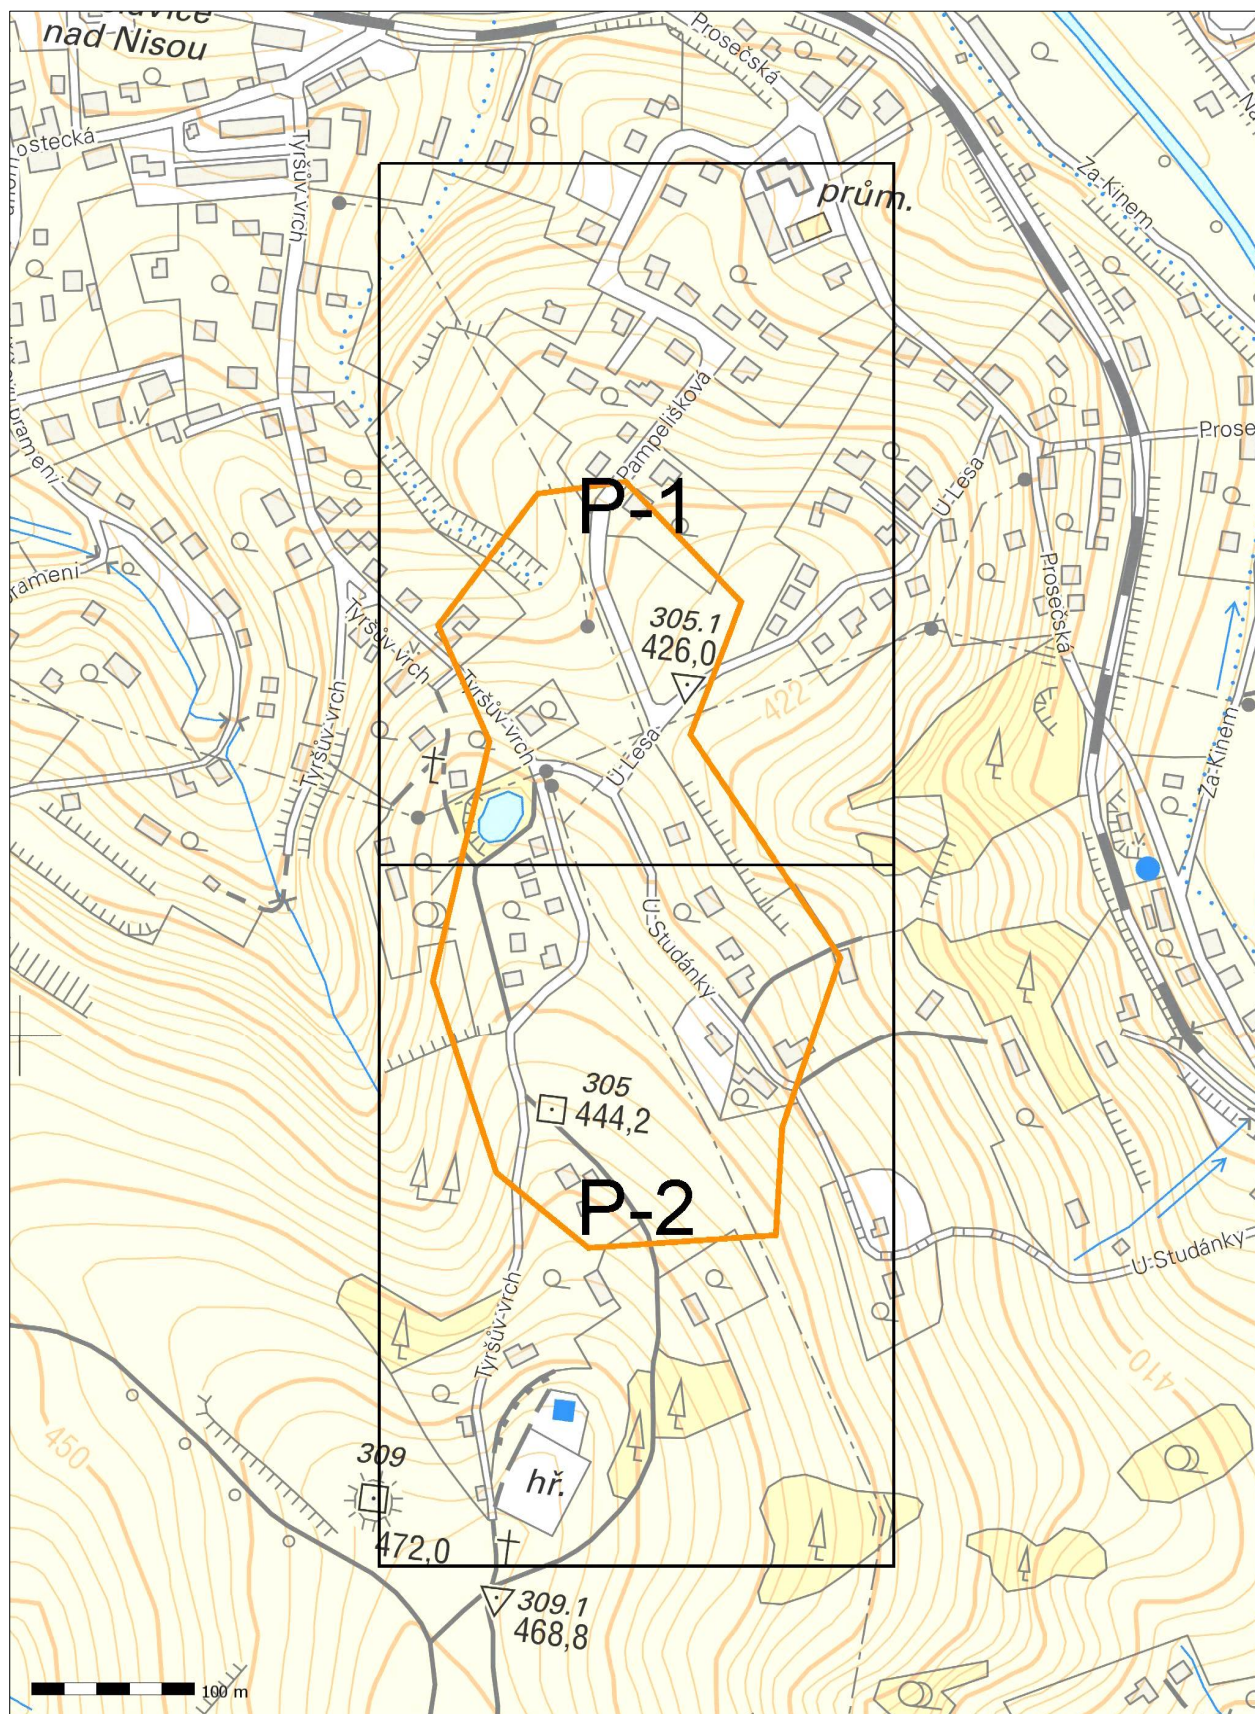 nad Nisou
Prosečská
ostecká
Tyršův vrch
Tyršův vrch
prům.
Za Kinem
Pampelišková
U Lesa
P-1
Prosečská
305.1
426,0
422
Tyršův vrch
Tyršův vrch
Tyršův vrch
U Lesa
Za Kinem
U Studánky
305
444,2
P-2
U Studánky
Tyršův vrch
410
450
309
472,0
hř.
309.1
468,8
100 m